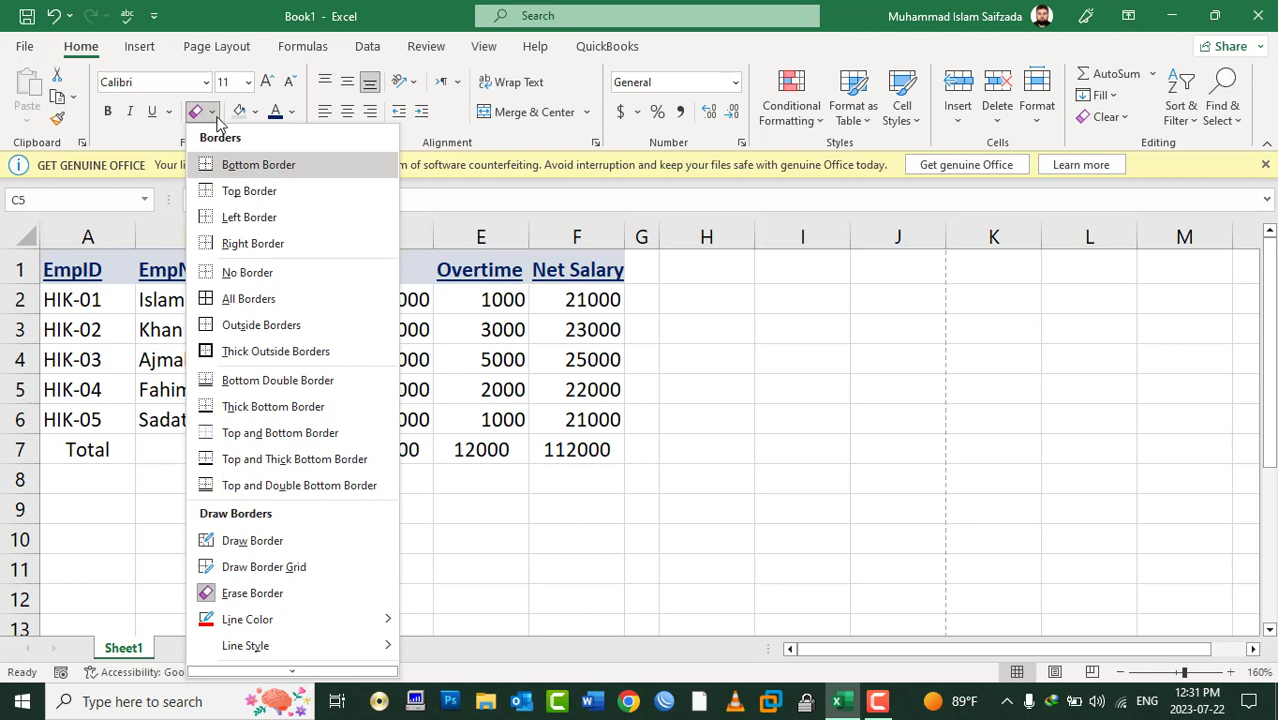 Book1 - Excel
Search
Muhammad Islam Saifzada
File Home Insert Page Layout Formulas Data Review View Help QuickBooks
Share
Paste
Calibri
11
B I U
A
Wrap Text
Merge & Center
General
$ %
Conditional Formatting
Format as Table
Cell Styles
Insert
Delete
Format
AutoSum
Fill
Clear
Sort & Filter
Find & Select
Clipboard
Alignment
Number
Styles
Cells
Editing
GET GENUINE OFFICE Your m of software counterfeiting. Avoid interruption and keep your files safe with genuine Office today.
Get genuine Office
Learn more
C5
A E F G H I J K L M
1 EmpID EmpN Overtime Net Salary
2 HIK-01 Islam 000 1000 21000
3 HIK-02 Khan 000 3000 23000
4 HIK-03 Ajma 000 5000 25000
5 HIK-04 Fahim 000 2000 22000
6 HIK-05 Sadat 000 1000 21000
7 Total 00 12000 112000
8
9
10
11
12
13
Borders
Bottom Border
Top Border
Left Border
Right Border
No Border
All Borders
Outside Borders
Thick Outside Borders
Bottom Double Border
Thick Bottom Border
Top and Bottom Border
Top and Thick Bottom Border
Top and Double Bottom Border
Draw Borders
Draw Border
Draw Border Grid
Erase Border
Line Color
Line Style
Sheet1
Ready
Accessibility: Goo
160%
Type here to search
89°F
ENG
12:31 PM
2023-07-22